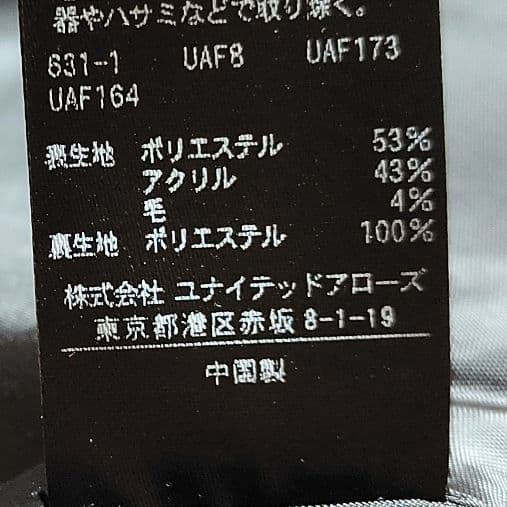 器やハサミなどで取り除く。
631-1 UAF8 UAF173
UAF164
表生地 ポリエステル 53%
アクリル 43%
毛 4%
裏生地 ポリエステル 100%
株式会社 ユナイテッドアローズ
東京都港区赤坂 8-1-19
中国製